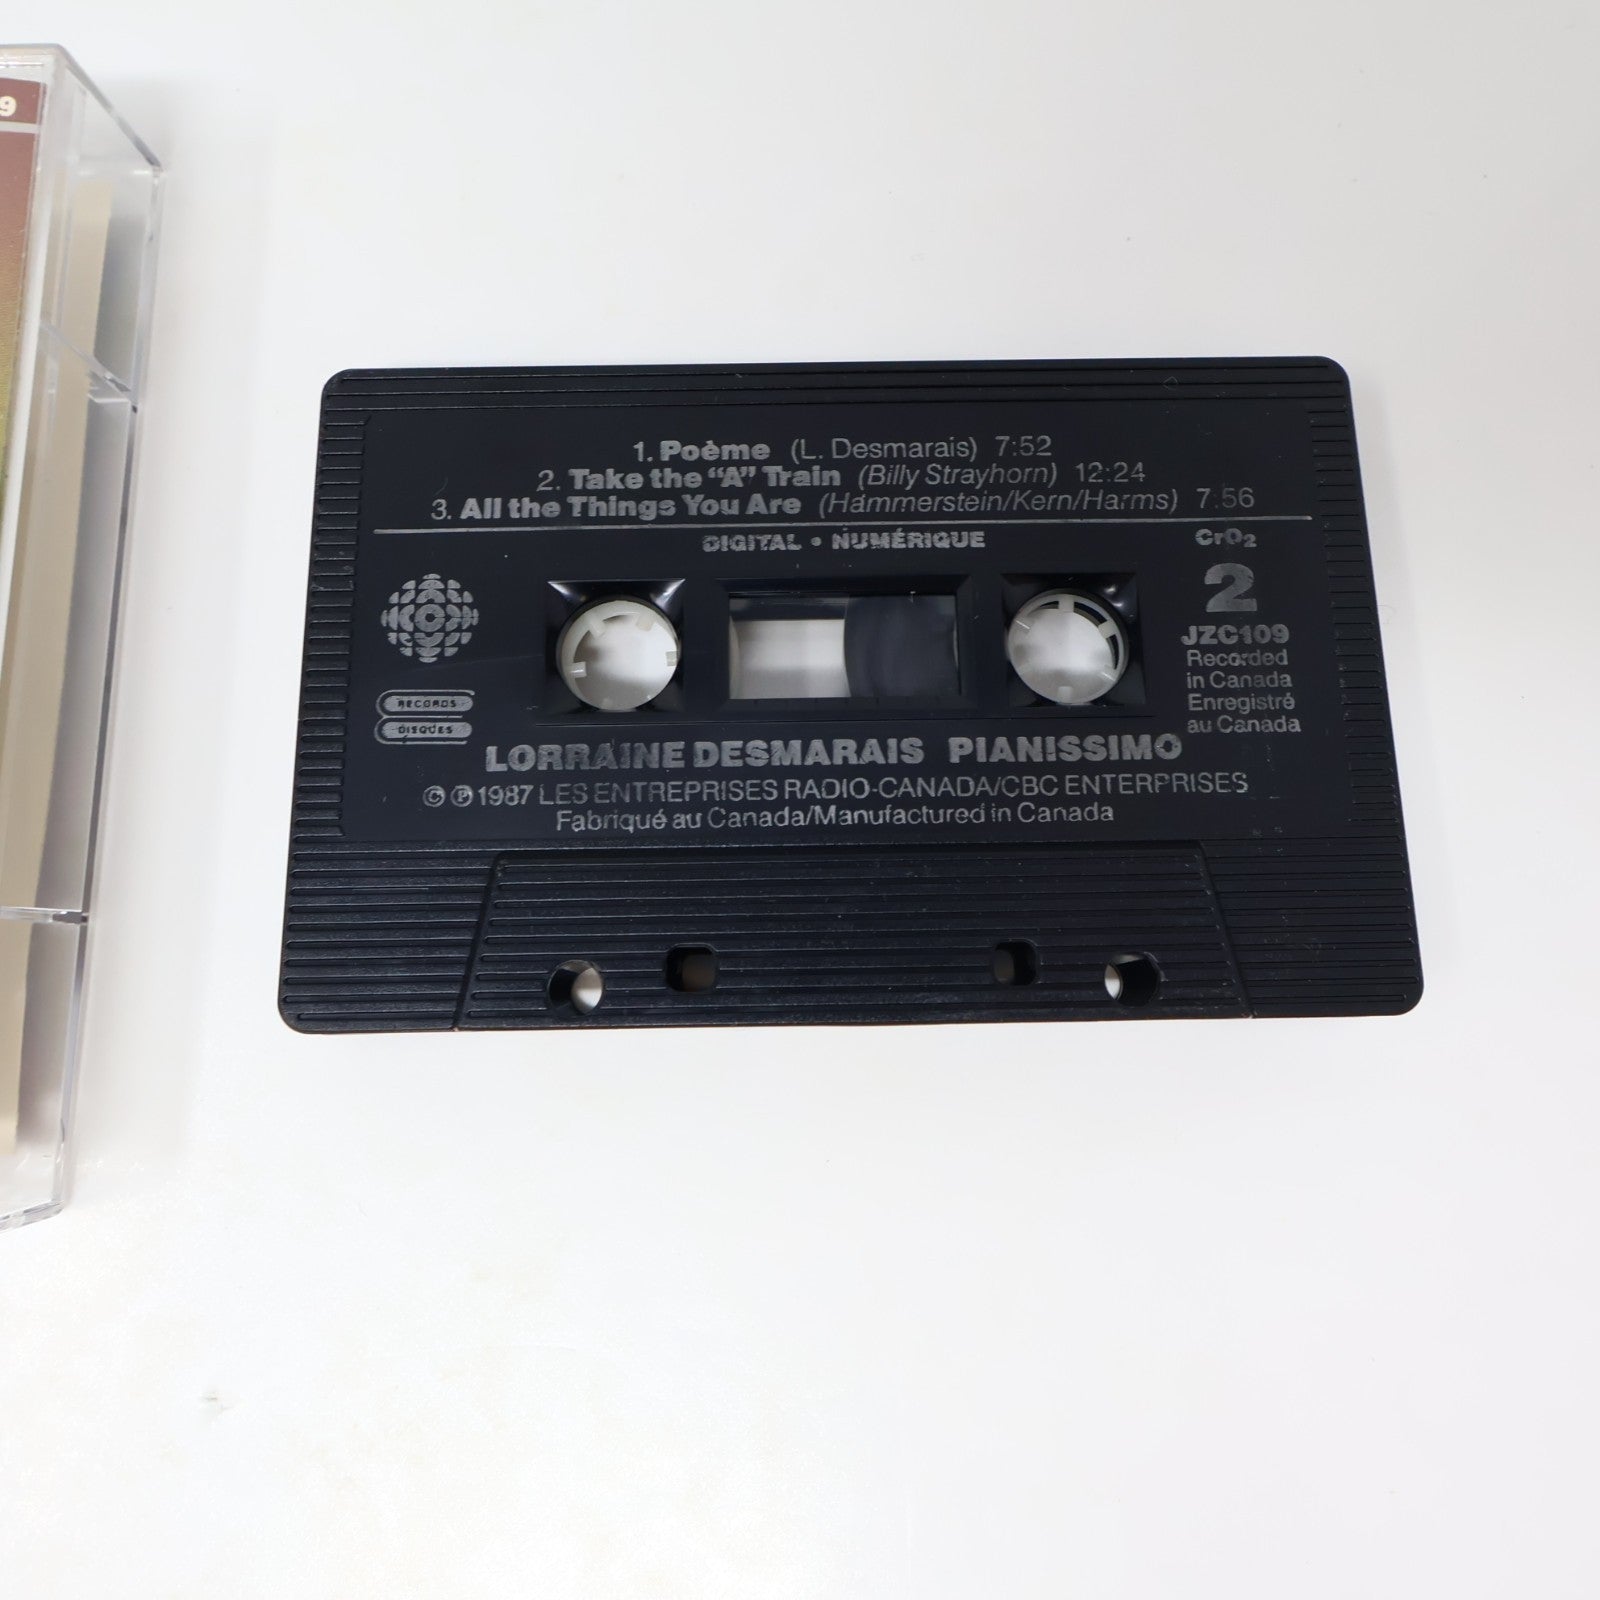 9
1. Poème (L. Desmarais) 7:52
2. Take the "A" Train (Billy Strayhorn) 12:24
3. All the Things You Are (Hammerstein/Kern/Harms) 7:56
DIGITAL • NUMÉRIQUE
CrO₂
2
JZC109
Recorded
in Canada
Enregistré
au Canada
C
RECORDS
DISQUES
LORRAINE DESMARAIS PIANISSIMO
© ℗ 1987 LES ENTREPRISES RADIO-CANADA/CBC ENTERPRISES
Fabriqué au Canada/Manufactured in Canada